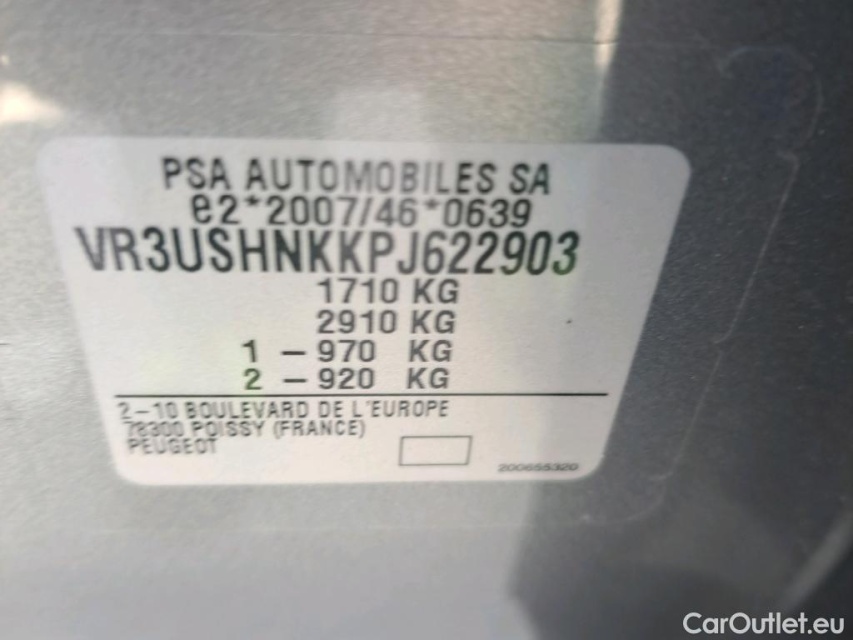 PSA AUTOMOBILES SA
e2*2007/46*0639
VR3USHNKKPJ622903
1710 KG
2910 KG
1 – 970 KG
2 – 920 KG
2-10 BOULEVARD DE L'EUROPE
78300 POISSY (FRANCE)
PEUGEOT
200655320
CarOutlet.eu